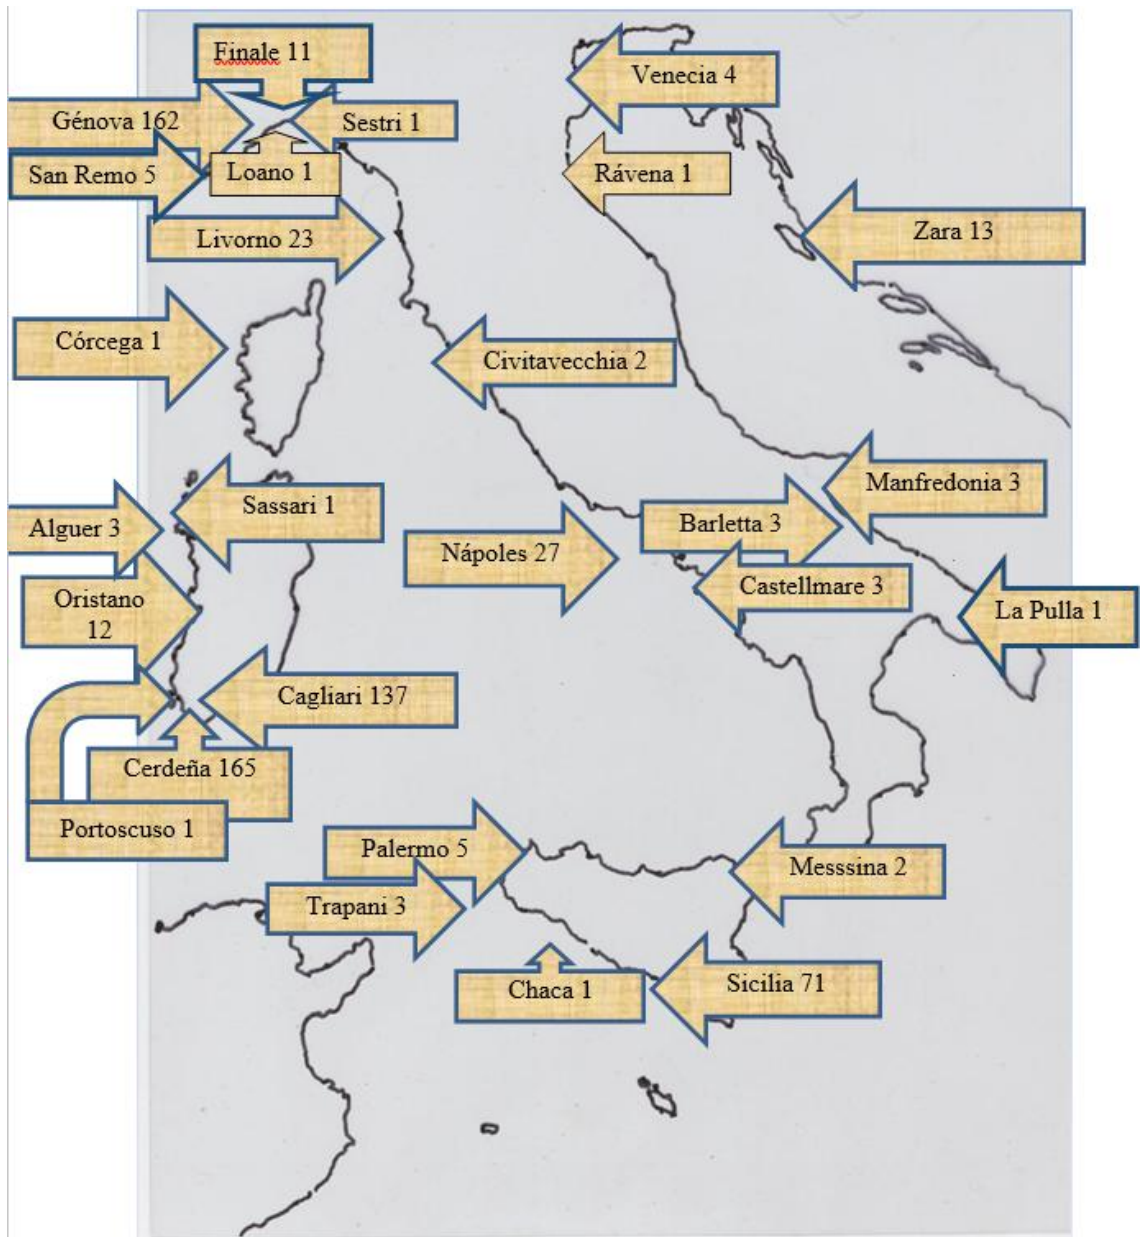 Finale 11
Venecia 4
Génova 162
Sestri 1
San Remo 5
Loano 1
Rávena 1
Livorno 23
Zara 13
Córcega 1
Civitavecchia 2
Manfredonia 3
Sassari 1
Alguer 3
Barletta 3
Nápoles 27
Castellmare 3
Oristano
12
La Pulla 1
Cagliari 137
Cerdeña 165
Portoscuso 1
Palermo 5
Messsina 2
Trapani 3
Chaca 1
Sicilia 71